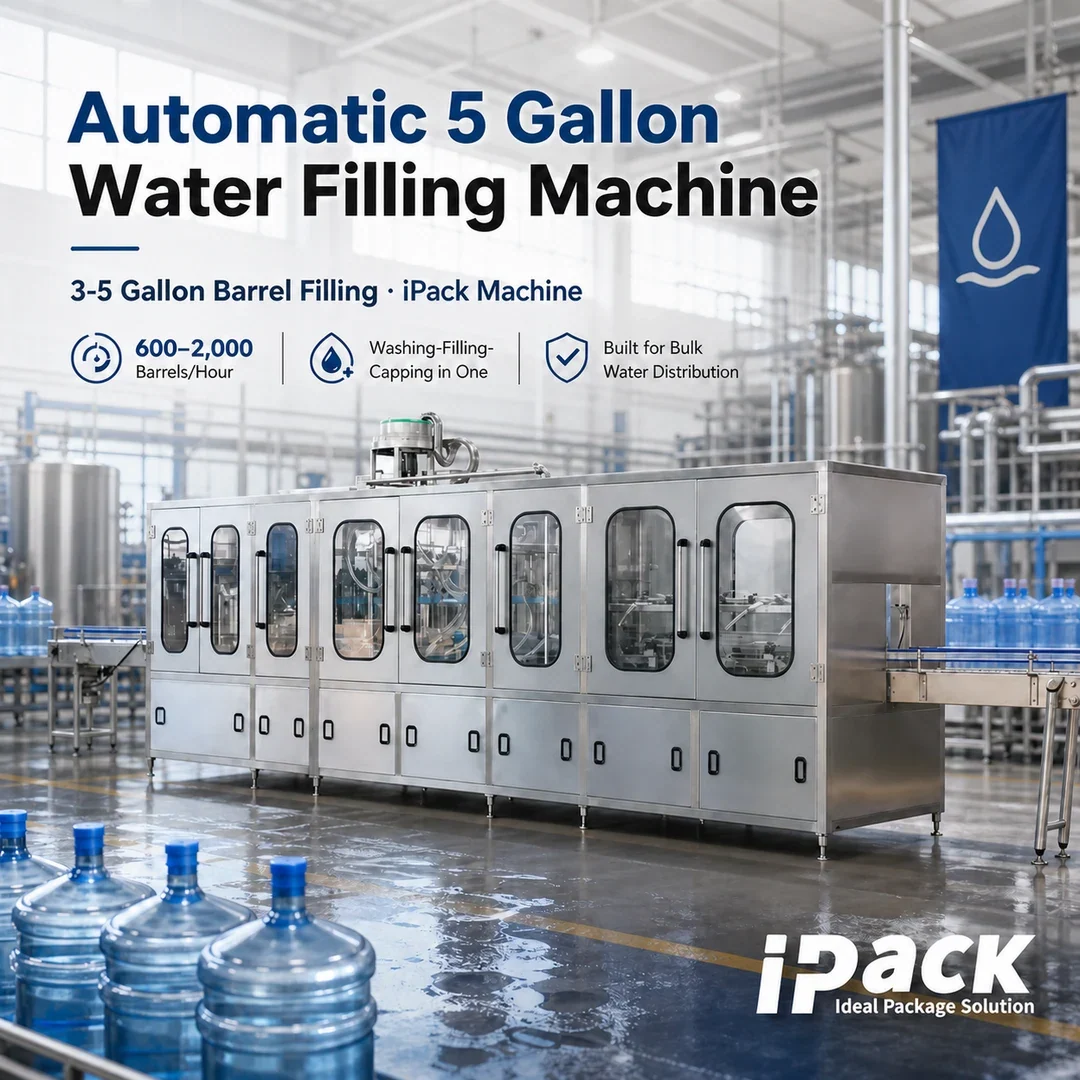 Automatic 5 Gallon
Water Filling Machine
3-5 Gallon Barrel Filling · iPack Machine
600–2,000
Barrels/Hour
Washing-Filling-
Capping in One
Built for Bulk
Water Distribution
iPack
Ideal Package Solution